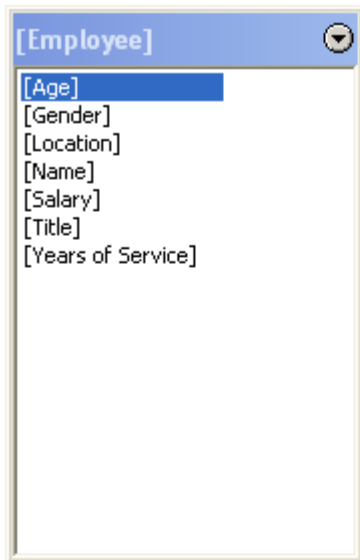 [Employee]
[Age]
[Gender]
[Location]
[Name]
[Salary]
[Title]
[Years of Service]